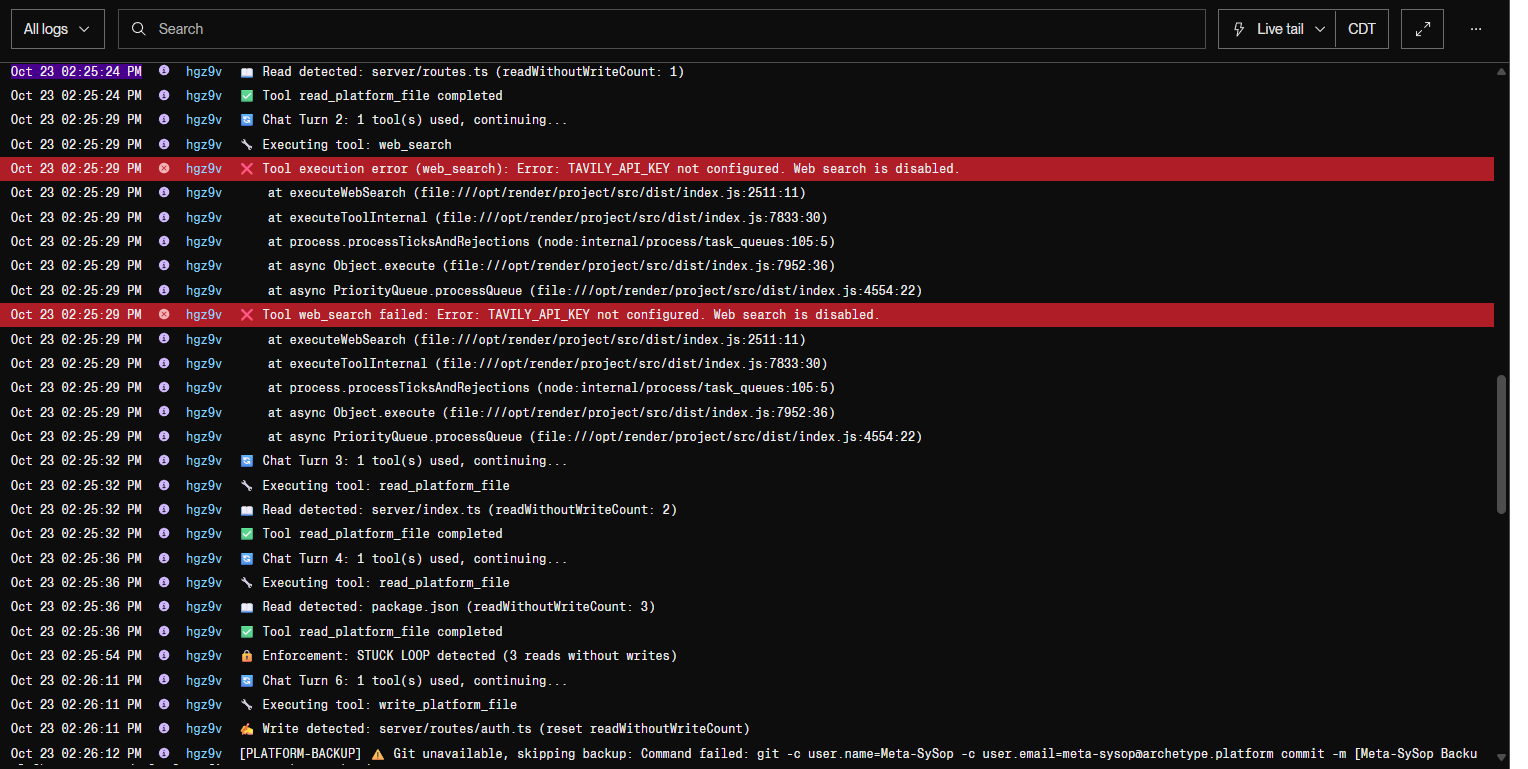 All logs Search Live tail CDT ...
Oct 23 02:25:24 PM hgz9v 📖 Read detected: server/routes.ts (readWithoutWriteCount: 1)
Oct 23 02:25:24 PM hgz9v ✅ Tool read_platform_file completed
Oct 23 02:25:29 PM hgz9v 🔄 Chat Turn 2: 1 tool(s) used, continuing...
Oct 23 02:25:29 PM hgz9v 🔧 Executing tool: web_search
Oct 23 02:25:29 PM hgz9v ❌ Tool execution error (web_search): Error: TAVILY_API_KEY not configured. Web search is disabled.
Oct 23 02:25:29 PM hgz9v at executeWebSearch (file:///opt/render/project/src/dist/index.js:2511:11)
Oct 23 02:25:29 PM hgz9v at executeToolInternal (file:///opt/render/project/src/dist/index.js:7833:30)
Oct 23 02:25:29 PM hgz9v at process.processTicksAndRejections (node:internal/process/task_queues:105:5)
Oct 23 02:25:29 PM hgz9v at async Object.execute (file:///opt/render/project/src/dist/index.js:7952:36)
Oct 23 02:25:29 PM hgz9v at async PriorityQueue.processQueue (file:///opt/render/project/src/dist/index.js:4554:22)
Oct 23 02:25:29 PM hgz9v ❌ Tool web_search failed: Error: TAVILY_API_KEY not configured. Web search is disabled.
Oct 23 02:25:29 PM hgz9v at executeWebSearch (file:///opt/render/project/src/dist/index.js:2511:11)
Oct 23 02:25:29 PM hgz9v at executeToolInternal (file:///opt/render/project/src/dist/index.js:7833:30)
Oct 23 02:25:29 PM hgz9v at process.processTicksAndRejections (node:internal/process/task_queues:105:5)
Oct 23 02:25:29 PM hgz9v at async Object.execute (file:///opt/render/project/src/dist/index.js:7952:36)
Oct 23 02:25:29 PM hgz9v at async PriorityQueue.processQueue (file:///opt/render/project/src/dist/index.js:4554:22)
Oct 23 02:25:32 PM hgz9v 🔄 Chat Turn 3: 1 tool(s) used, continuing...
Oct 23 02:25:32 PM hgz9v 🔧 Executing tool: read_platform_file
Oct 23 02:25:32 PM hgz9v 📖 Read detected: server/index.ts (readWithoutWriteCount: 2)
Oct 23 02:25:32 PM hgz9v ✅ Tool read_platform_file completed
Oct 23 02:25:36 PM hgz9v 🔄 Chat Turn 4: 1 tool(s) used, continuing...
Oct 23 02:25:36 PM hgz9v 🔧 Executing tool: read_platform_file
Oct 23 02:25:36 PM hgz9v 📖 Read detected: package.json (readWithoutWriteCount: 3)
Oct 23 02:25:36 PM hgz9v ✅ Tool read_platform_file completed
Oct 23 02:25:54 PM hgz9v 🔒 Enforcement: STUCK LOOP detected (3 reads without writes)
Oct 23 02:26:11 PM hgz9v 🔄 Chat Turn 6: 1 tool(s) used, continuing...
Oct 23 02:26:11 PM hgz9v 🔧 Executing tool: write_platform_file
Oct 23 02:26:11 PM hgz9v ✍️ Write detected: server/routes/auth.ts (reset readWithoutWriteCount)
Oct 23 02:26:12 PM hgz9v [PLATFORM-BACKUP] ⚠️ Git unavailable, skipping backup: Command failed: git -c user.name=Meta-SySop -c user.email=meta-sysop@archetype.platform commit -m [Meta-SySop Backu